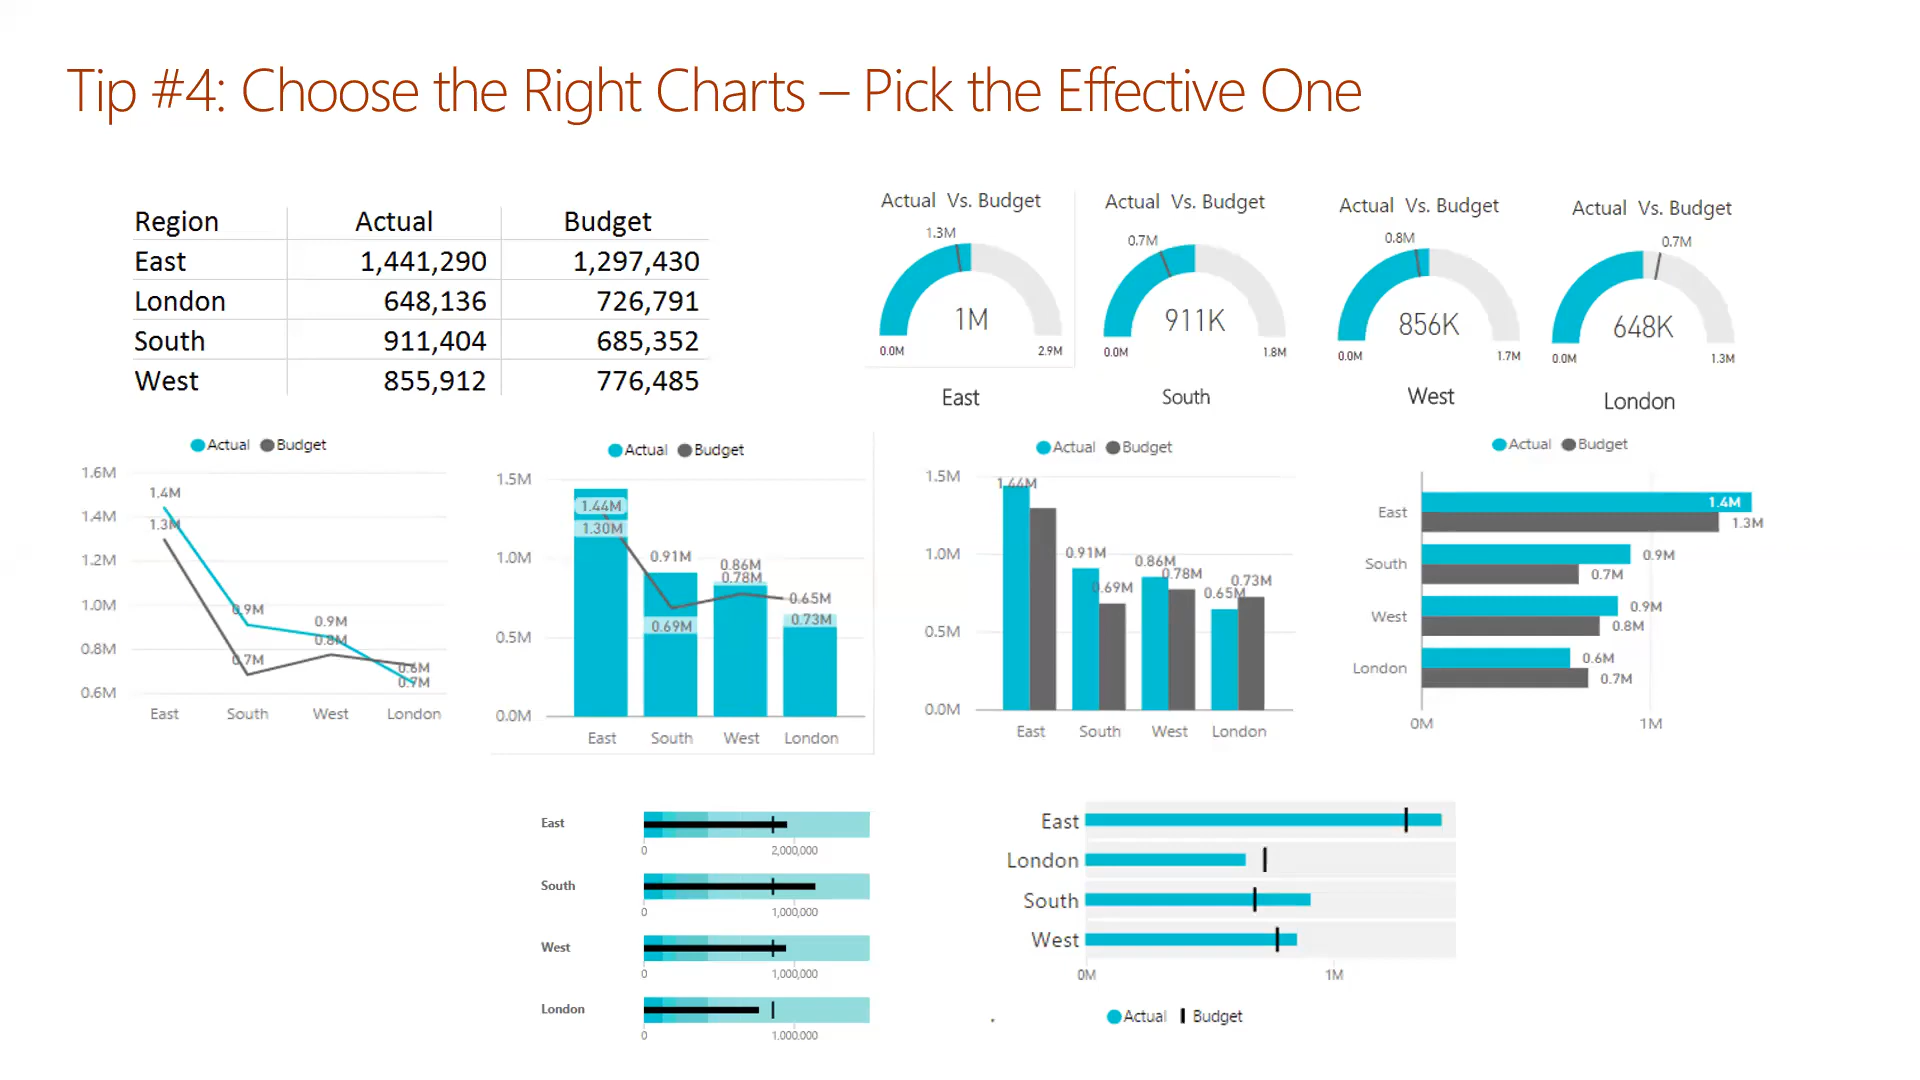 Tip #4: Choose the Right Charts – Pick the Effective One
Region Actual Budget
East 1,441,290 1,297,430
London 648,136 726,791
South 911,404 685,352
West 855,912 776,485
Actual Vs. Budget
1.3M
1M
0.0M 2.9M
East
Actual Vs. Budget
0.7M
911K
0.0M 1.8M
South
Actual Vs. Budget
0.8M
856K
0.0M 1.7M
West
Actual Vs. Budget
0.7M
648K
0.0M 1.3M
London
Actual Budget
1.6M
1.4M
1.2M
1.0M
0.8M
0.6M
1.4M
1.3M
0.9M
0.7M
0.9M
0.8M
0.6M
0.7M
East South West London
Actual Budget
1.5M
1.0M
0.5M
0.0M
1.44M
1.30M
0.91M
0.69M
0.86M
0.78M
0.65M
0.73M
East South West London
Actual Budget
1.5M
1.0M
0.5M
0.0M
1.44M
0.91M
0.69M
0.86M
0.78M
0.65M
0.73M
East South West London
Actual Budget
East 1.4M
1.3M
South 0.9M
0.7M
West 0.9M
0.8M
London 0.6M
0.7M
0M 1M
East
0 2,000,000
South
0 1,000,000
West
0 1,000,000
London
0 1,000,000
East
London
South
West
0M 1M
Actual Budget